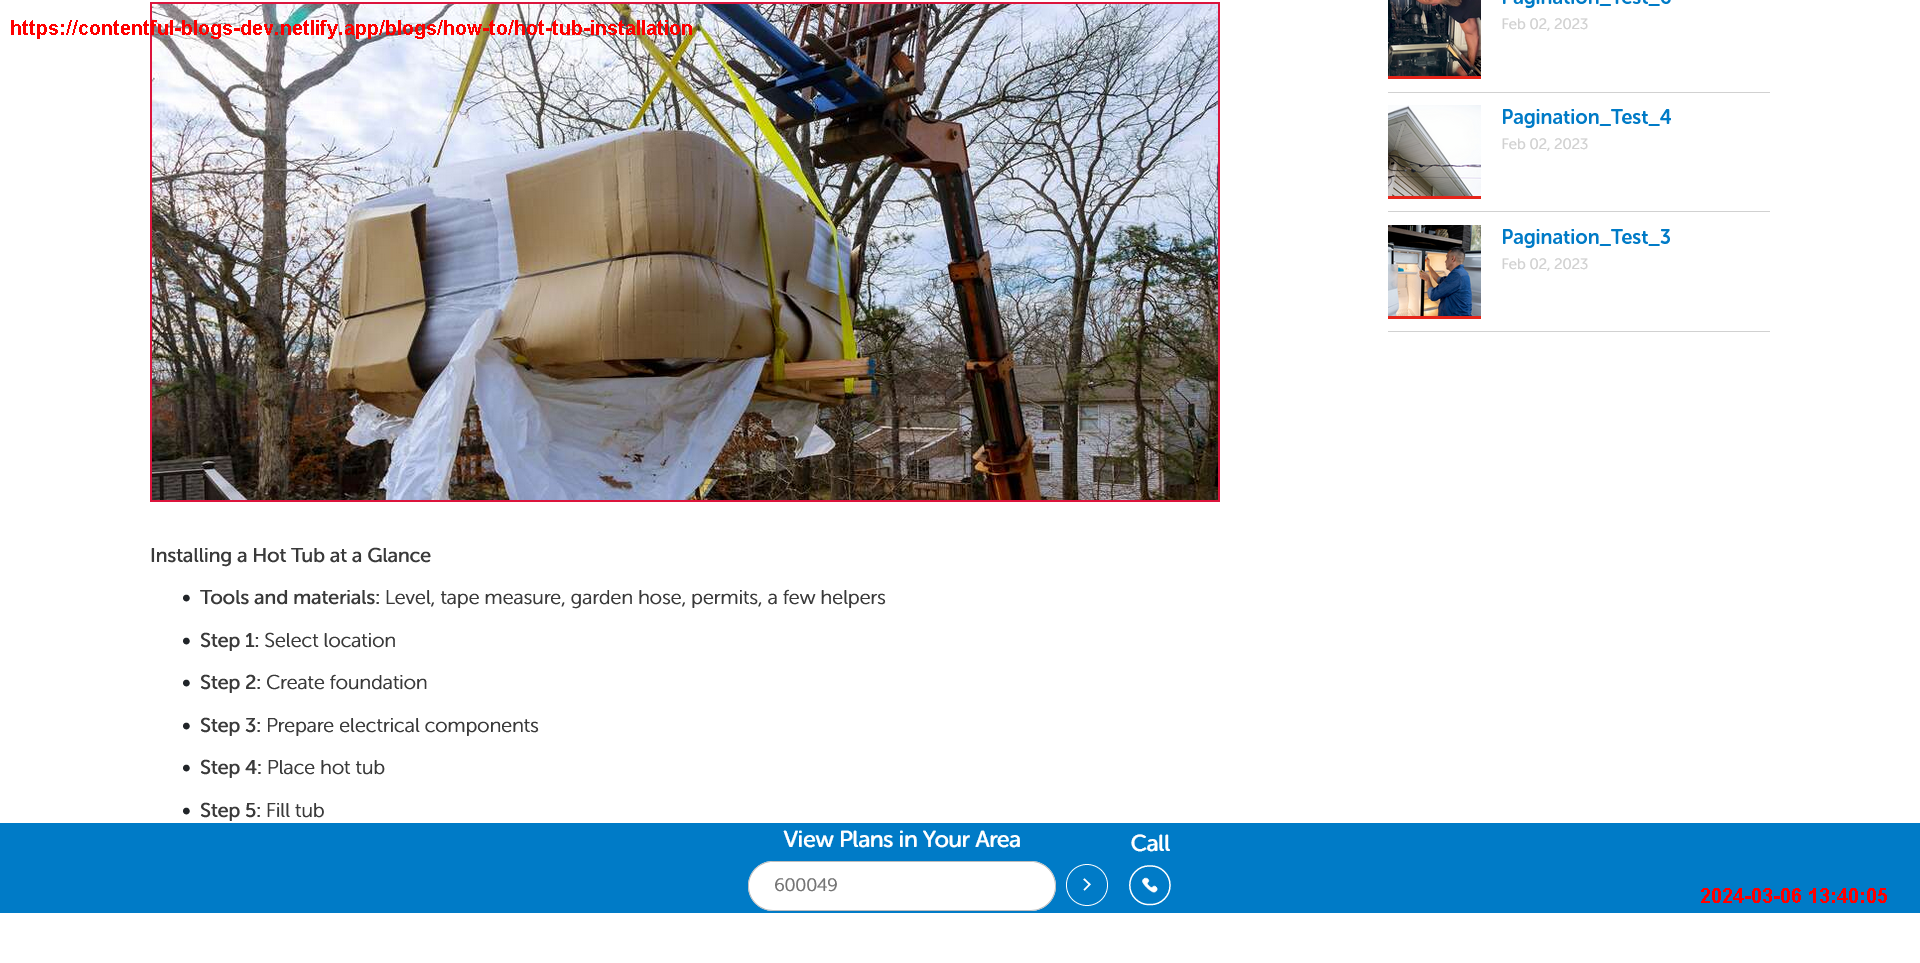 https://contentful-blogs-dev.netlify.app/blogs/how-to/hot-tub-installation
Pagination_Test_6
Feb 02, 2023
Pagination_Test_4
Feb 02, 2023
Pagination_Test_3
Feb 02, 2023
Installing a Hot Tub at a Glance
• Tools and materials: Level, tape measure, garden hose, permits, a few helpers
• Step 1: Select location
• Step 2: Create foundation
• Step 3: Prepare electrical components
• Step 4: Place hot tub
• Step 5: Fill tub
View Plans in Your Area
Call
600049
2024-03-06 13:40:05